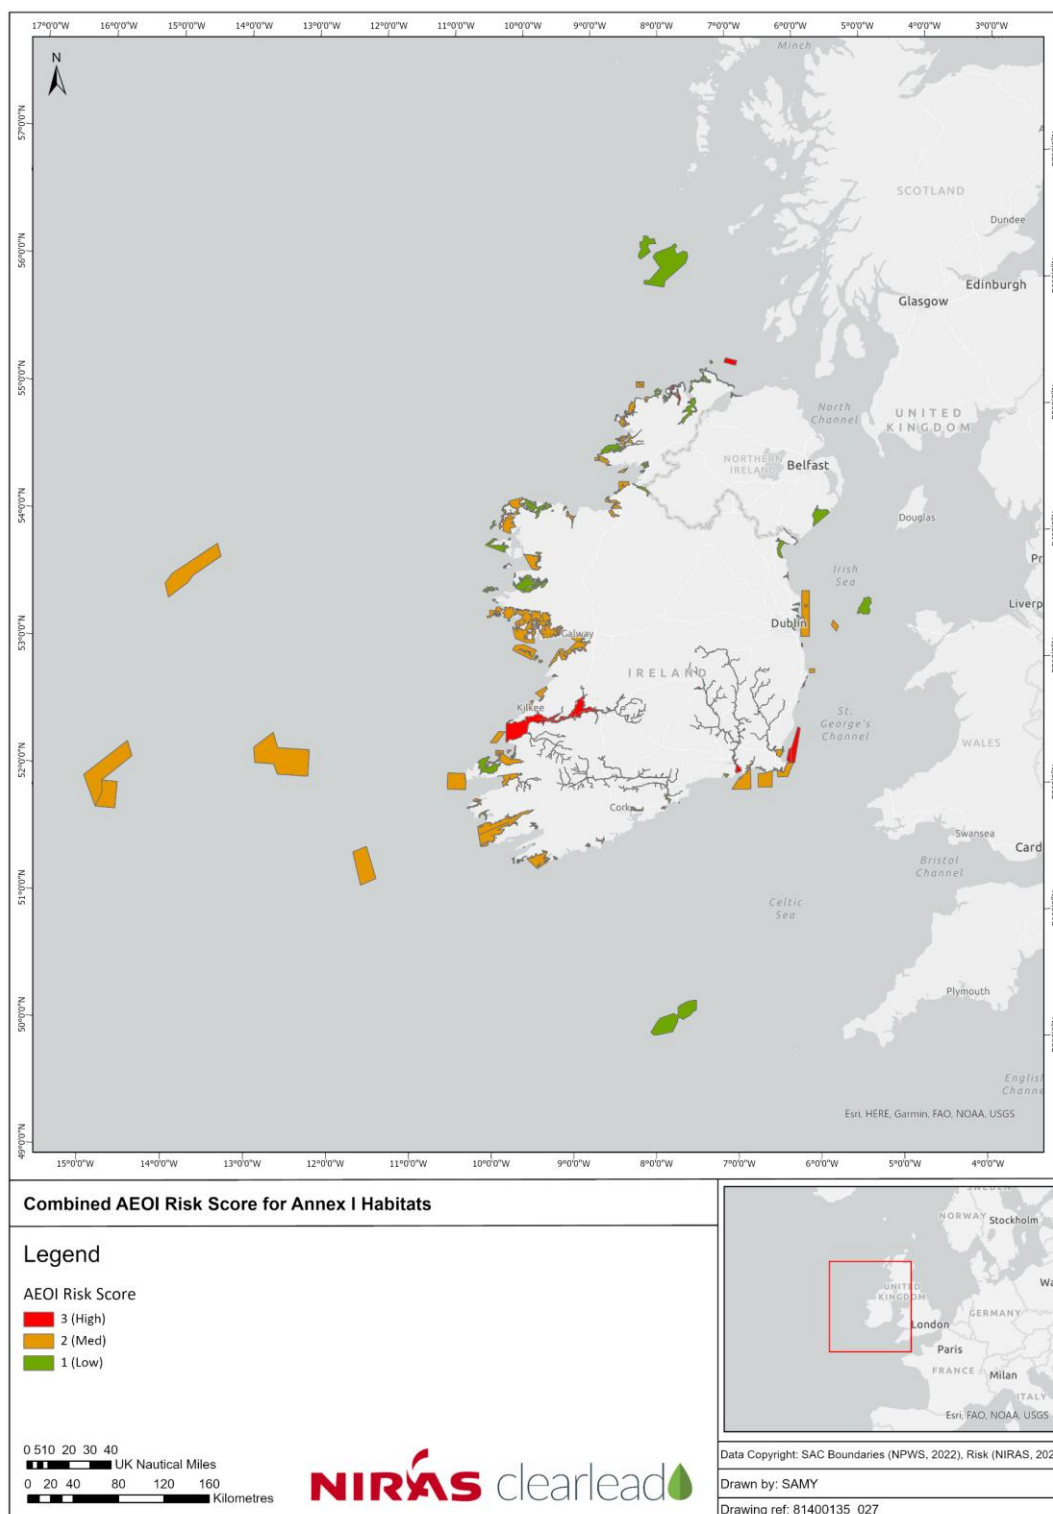 17°0'0"W 16°0'0"W 15°0'0"W 14°0'0"W 13°0'0"W 12°0'0"W 11°0'0"W 10°0'0"W 9°0'0"W 8°0'0"W 7°0'0"W 6°0'0"W 5°0'0"W 4°0'0"W 3°0'0"W
N
Minch
57°0'0"N
SCOTLAND
Dundee
56°0'0"N
Edinburgh
Glasgow
55°0'0"N
North
Channel
UNITED
KINGDOM
NORTHERN
IRELAND
Belfast
54°0'0"N
Douglas
Irish
Sea
Liverp
53°0'0"N
Dublin
Galway
IRELAND
Kilkee
St.
George's
Channel
WALES
52°0'0"N
Cork
Swansea
Card
Bristol
Channel
51°0'0"N
Celtic
Sea
Plymouth
50°0'0"N
English
Channe
Esri, HERE, Garmin, FAO, NOAA, USGS
49°0'0"N
15°0'0"W 14°0'0"W 13°0'0"W 12°0'0"W 11°0'0"W 10°0'0"W 9°0'0"W 8°0'0"W 7°0'0"W 6°0'0"W 5°0'0"W 4°0'0"W
Combined AEOI Risk Score for Annex I Habitats
Legend
AEOI Risk Score
3 (High)
2 (Med)
1 (Low)
0 510 20 30 40
UK Nautical Miles
0 20 40 80 120 160
Kilometres
NIRAS clearlead
SWEDEN
NORWAY
Stockholm
UNITED
KINGDOM
Wa
GERMANY
London
Paris
FRANCE
Milan
ITALY
Esri, FAO, NOAA, USGS
Data Copyright: SAC Boundaries (NPWS, 2022), Risk (NIRAS, 202
Drawn by: SAMY
Drawing ref: 81400135_027